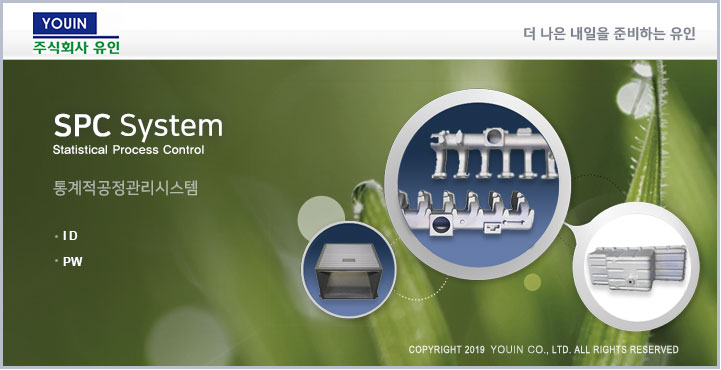 YOUIN
주식회사 유인
더 나은 내일을 준비하는 유인
SPC System
Statistical Process Control
통계적공정관리시스템
ID
PW
COPYRIGHT 2019 YOUIN CO., LTD. ALL RIGHTS RESERVED